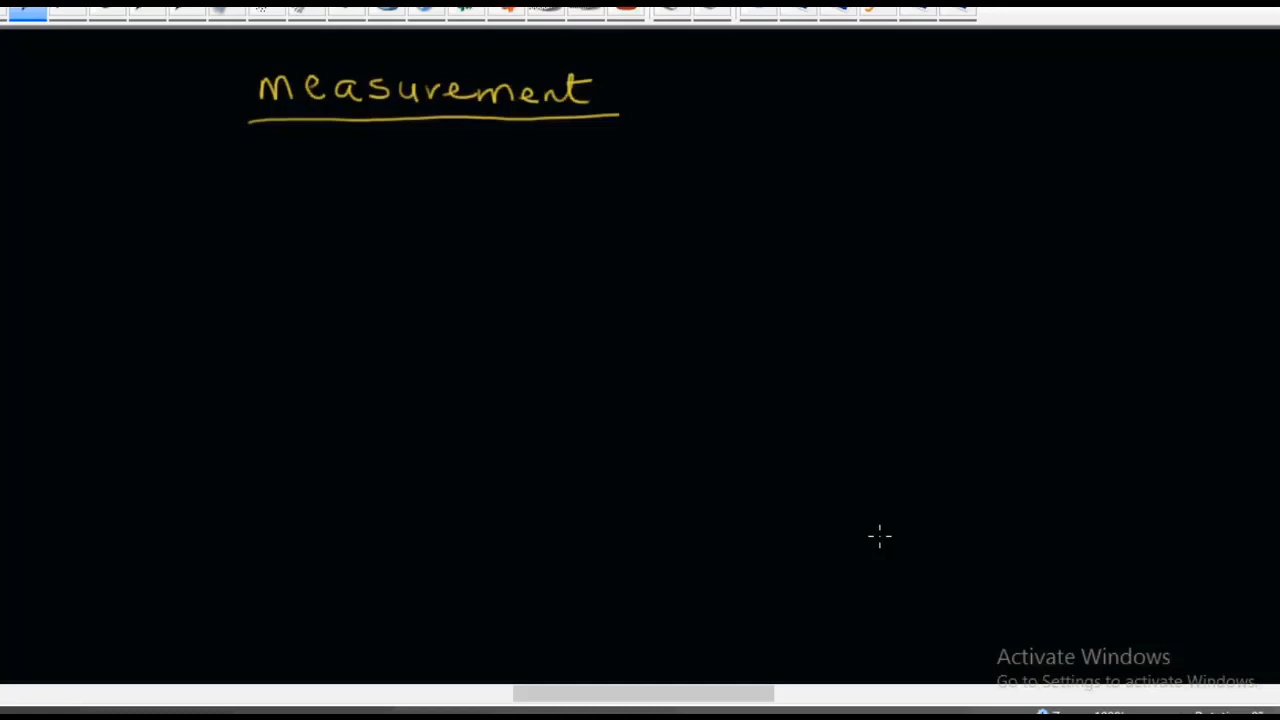 measurement
Activate Windows
Go to Settings to activate Windows.